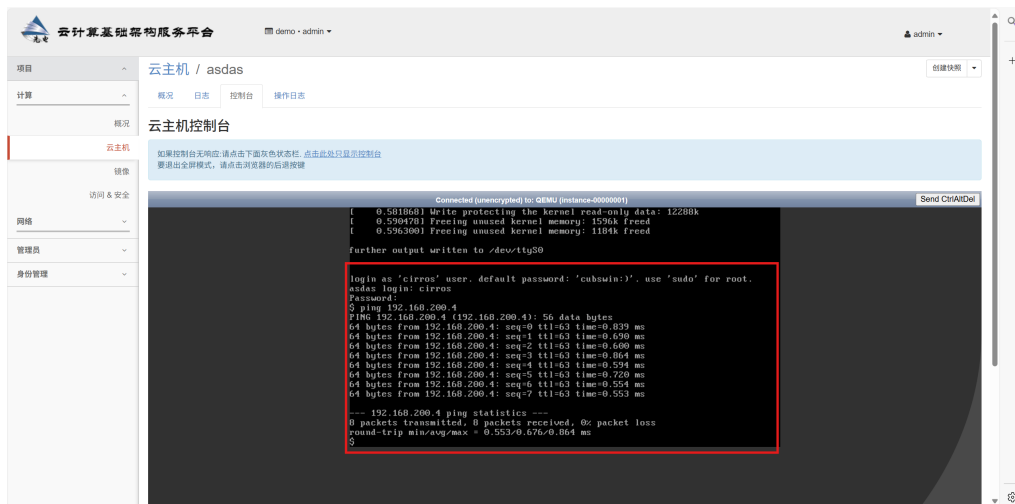 先电
云计算基础架构服务平台
demo · admin
admin
项目
计算
概况
云主机
镜像
访问 & 安全
网络
管理员
身份管理
云主机 / asdas
创建快照
概况 日志 控制台 操作日志
云主机控制台
如果控制台无响应:请点击下面灰色状态栏. 点击此处只显示控制台
要退出全屏模式，请点击浏览器的后退按键
Connected (unencrypted) to: QEMU (instance-00000001)
Send CtrlAltDel
[    0.581868] Write protecting the kernel read-only data: 12288k
[    0.590478] Freeing unused kernel memory: 1596k freed
[    0.596300] Freeing unused kernel memory: 1184k freed
further output written to /dev/ttyS0
login as 'cirros' user. default password: 'cubswin:)'. use 'sudo' for root.
asdas login: cirros
Password:
$ ping 192.168.200.4
PING 192.168.200.4 (192.168.200.4): 56 data bytes
64 bytes from 192.168.200.4: seq=0 ttl=63 time=0.839 ms
64 bytes from 192.168.200.4: seq=1 ttl=63 time=0.690 ms
64 bytes from 192.168.200.4: seq=2 ttl=63 time=0.600 ms
64 bytes from 192.168.200.4: seq=3 ttl=63 time=0.864 ms
64 bytes from 192.168.200.4: seq=4 ttl=63 time=0.594 ms
64 bytes from 192.168.200.4: seq=5 ttl=63 time=0.720 ms
64 bytes from 192.168.200.4: seq=6 ttl=63 time=0.554 ms
64 bytes from 192.168.200.4: seq=7 ttl=63 time=0.553 ms
--- 192.168.200.4 ping statistics ---
8 packets transmitted, 8 packets received, 0% packet loss
round-trip min/avg/max = 0.553/0.676/0.864 ms
$